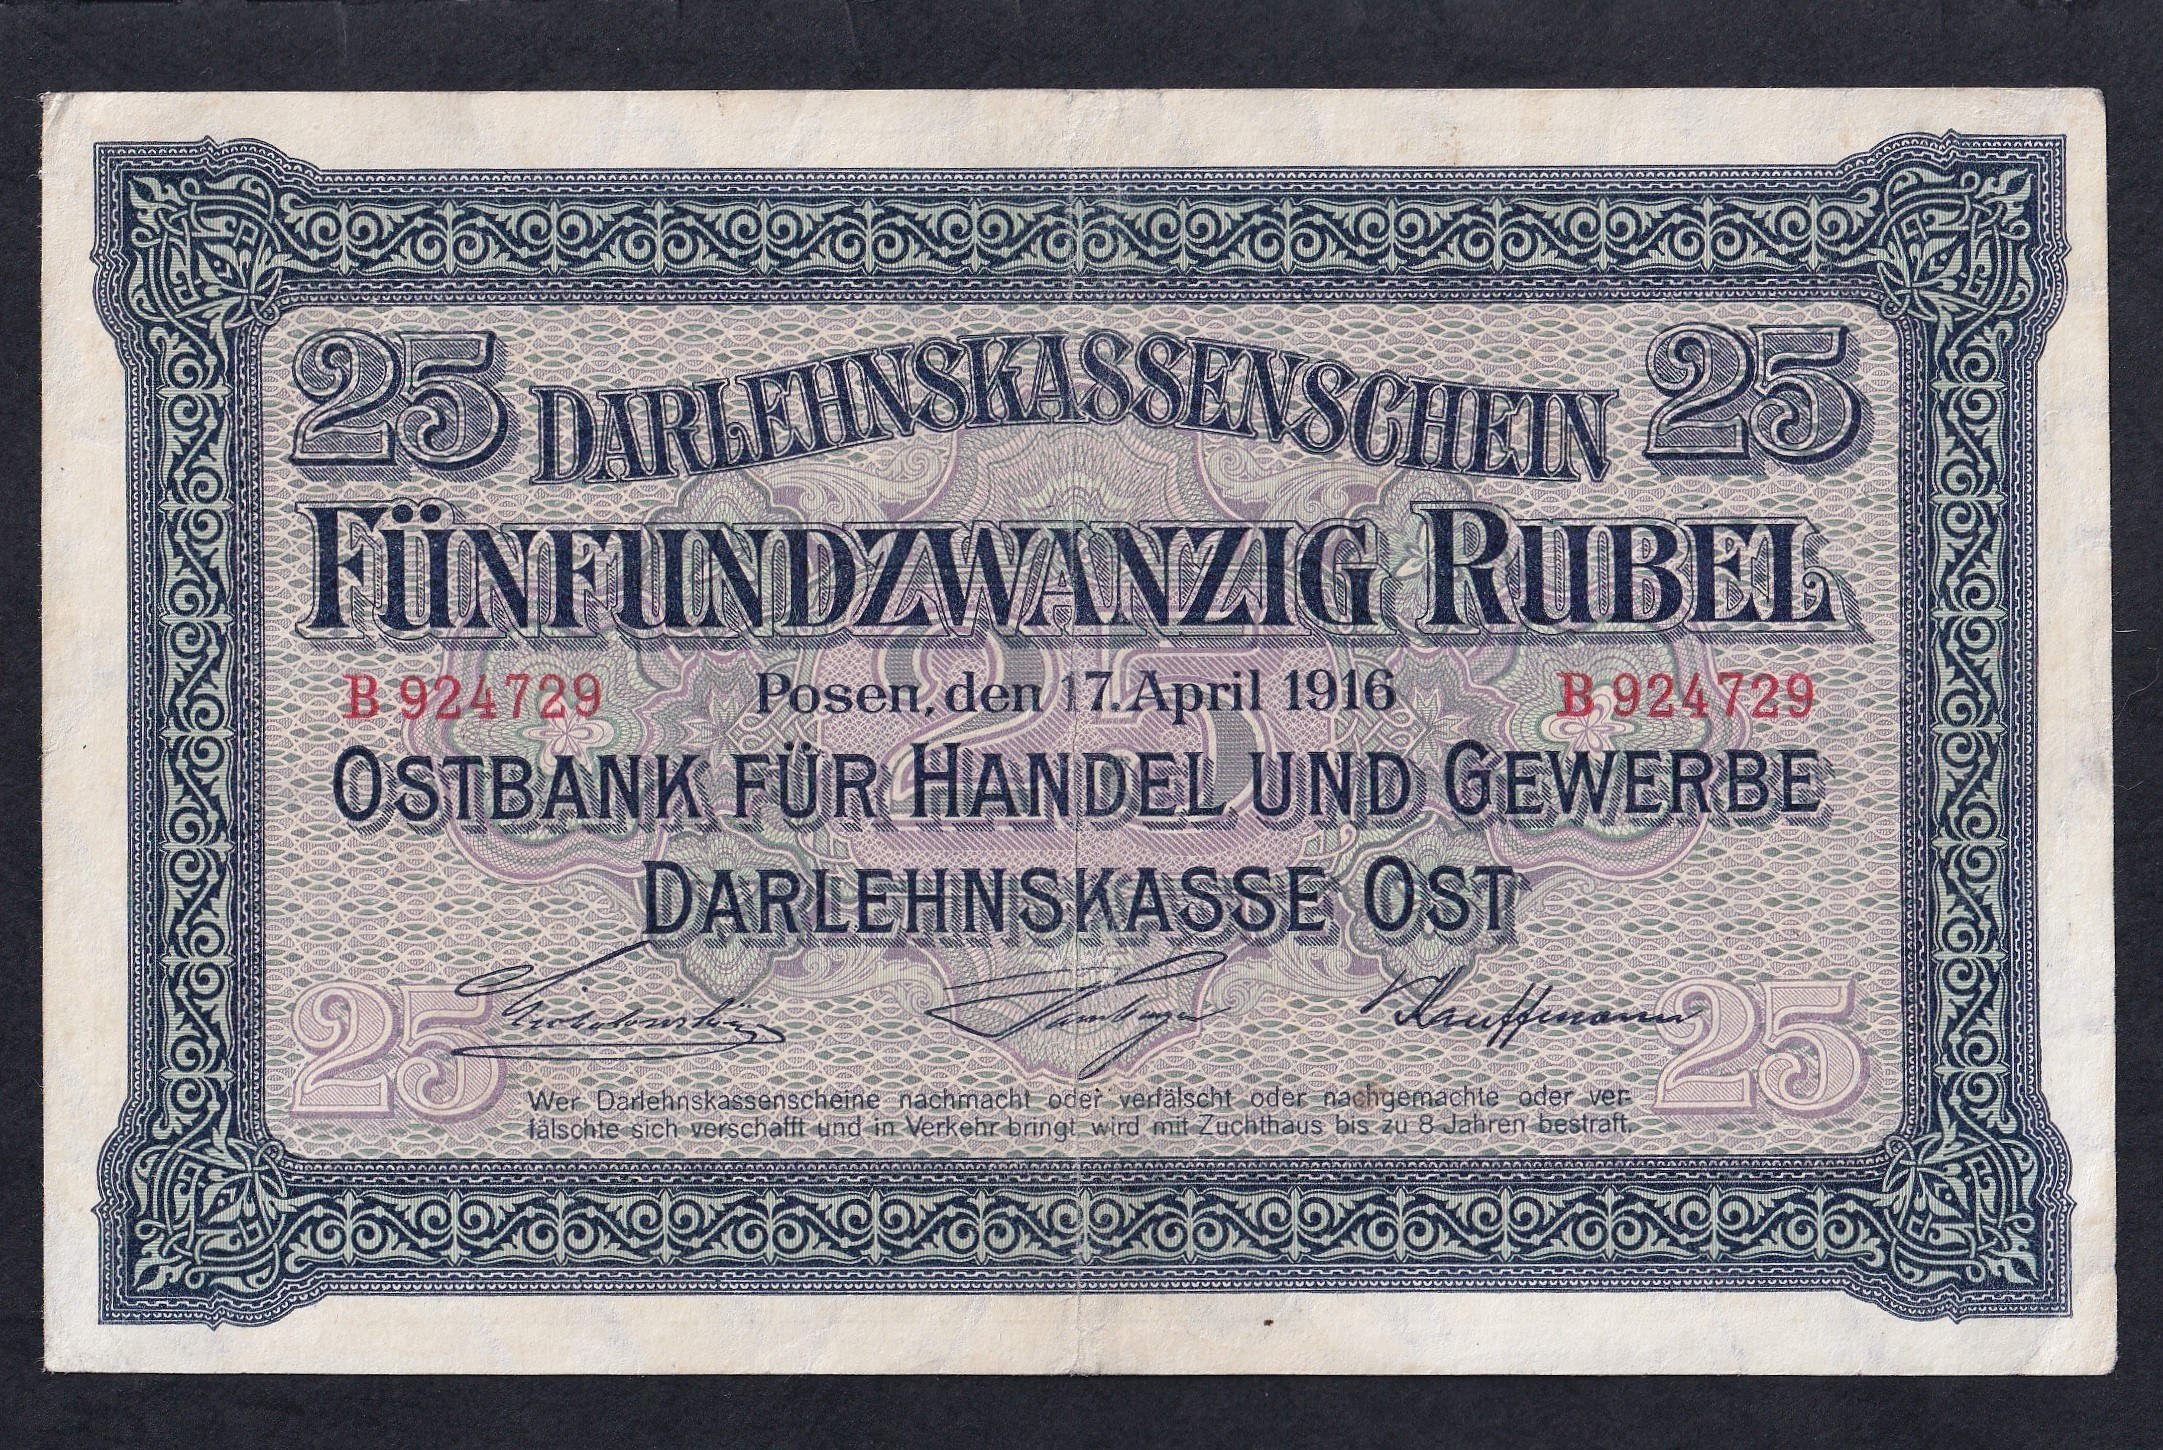 25 DARLEHNSKASSENSCHEIN 25
FÜNFUNDZWANZIG RUBEL
B 924729 Posen, den 17. April 1916 B 924729
25
OSTBANK FÜR HANDEL UND GEWERBE
DARLEHNSKASSE OST
Kauffmann
25 25
Wer Darlehnskassenscheine nachmacht oder verfälscht oder nachgemachte oder ver-
fälschte sich verschafft und in Verkehr bringt, wird mit Zuchthaus bis zu 8 Jahren bestraft.